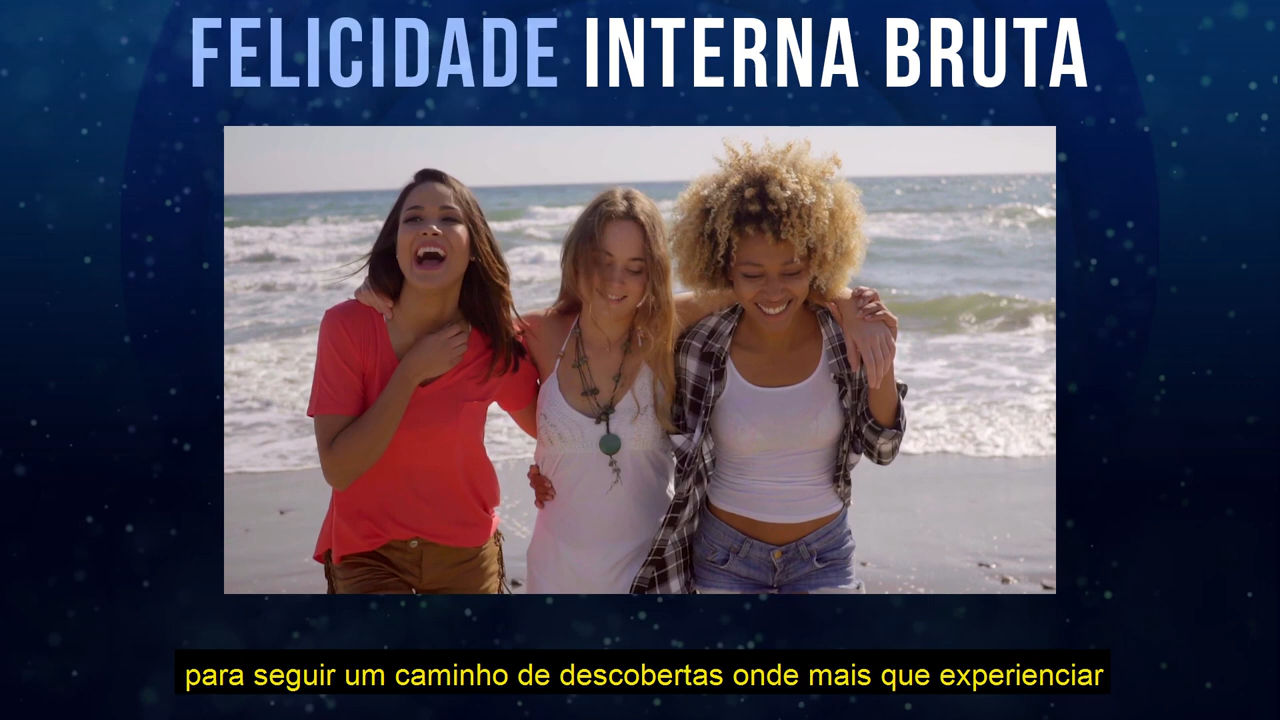 FELICIDADE INTERNA BRUTA
para seguir um caminho de descobertas onde mais que experienciar